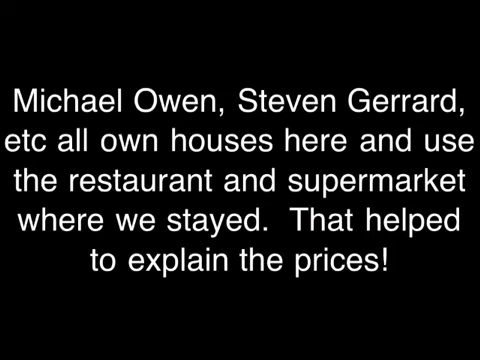 Michael Owen, Steven Gerrard,
etc all own houses here and use
the restaurant and supermarket
where we stayed.  That helped
to explain the prices!